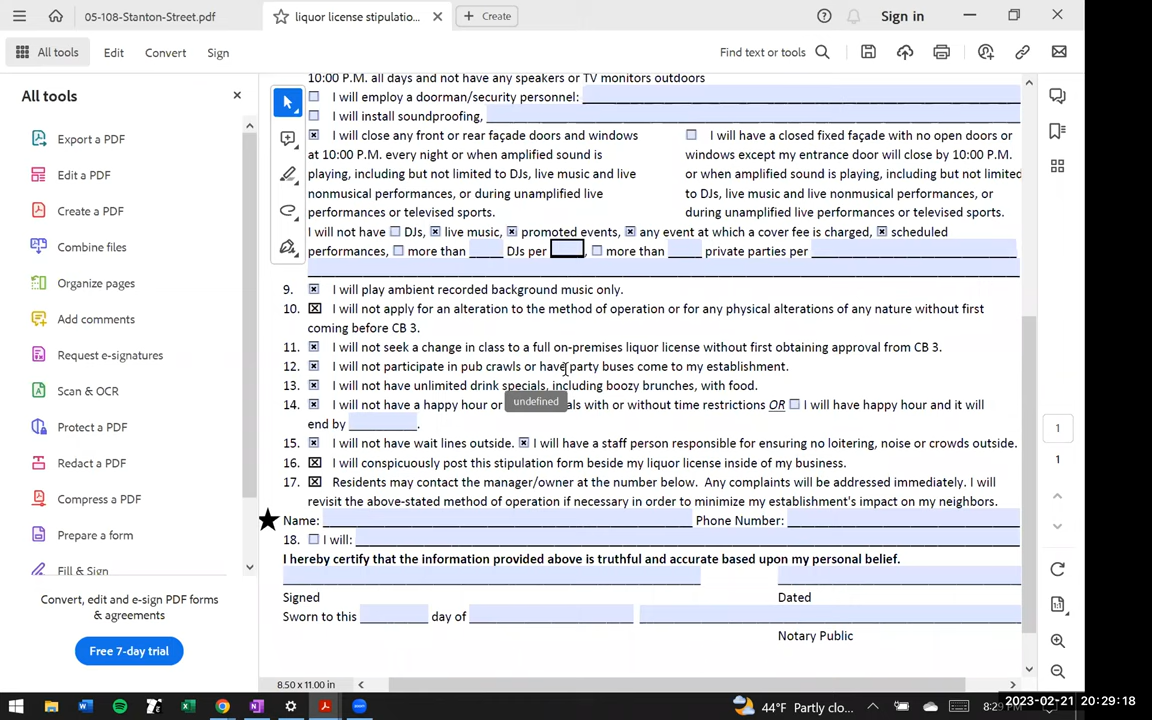 05-108-Stanton-Street.pdf
liquor license stipulatio...
Create
Sign in
All tools
Edit
Convert
Sign
Find text or tools
All tools
Export a PDF
Edit a PDF
Create a PDF
Combine files
Organize pages
Add comments
Request e-signatures
Scan & OCR
Protect a PDF
Redact a PDF
Compress a PDF
Prepare a form
Fill & Sign
Convert, edit and e-sign PDF forms
& agreements
Free 7-day trial
10:00 P.M. all days and not have any speakers or TV monitors outdoors
I will employ a doorman/security personnel:
I will install soundproofing,
I will close any front or rear façade doors and windows
at 10:00 P.M. every night or when amplified sound is
playing, including but not limited to DJs, live music and live
nonmusical performances, or during unamplified live
performances or televised sports.
I will have a closed fixed façade with no open doors or
windows except my entrance door will close by 10:00 P.M.
or when amplified sound is playing, including but not limited
to DJs, live music and live nonmusical performances, or
during unamplified live performances or televised sports.
I will not have DJs, live music, promoted events, any event at which a cover fee is charged, scheduled
performances, more than DJs per , more than private parties per
9. I will play ambient recorded background music only.
10. I will not apply for an alteration to the method of operation or for any physical alterations of any nature without first
coming before CB 3.
11. I will not seek a change in class to a full on-premises liquor license without first obtaining approval from CB 3.
12. I will not participate in pub crawls or have party buses come to my establishment.
13. I will not have unlimited drink specials, including boozy brunches, with food.
undefined
14. I will not have a happy hour or als with or without time restrictions OR I will have happy hour and it will
end by .
15. I will not have wait lines outside. I will have a staff person responsible for ensuring no loitering, noise or crowds outside.
16. I will conspicuously post this stipulation form beside my liquor license inside of my business.
17. Residents may contact the manager/owner at the number below. Any complaints will be addressed immediately. I will
revisit the above-stated method of operation if necessary in order to minimize my establishment's impact on my neighbors.
Name: Phone Number:
18. I will:
I hereby certify that the information provided above is truthful and accurate based upon my personal belief.
Signed Dated
Sworn to this day of
Notary Public
8.50 x 11.00 in
1
1
44°F Partly clo...
8:29
2023-02-21 20:29:18